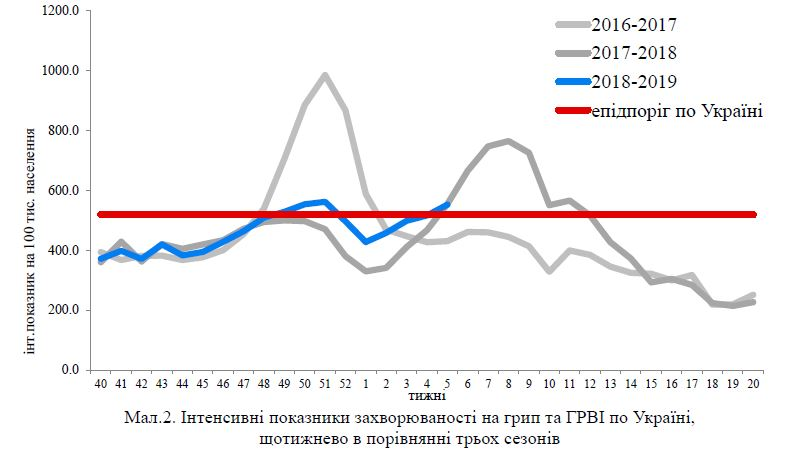 1200.0
1000.0
800.0
600.0
400.0
200.0
0.0
інт.показник на 100 тис. населення
2016-2017
2017-2018
2018-2019
епідпоріг по Україні
40 41 42 43 44 45 46 47 48 49 50 51 52 1 2 3 4 5 6 7 8 9 10 11 12 13 14 15 16 17 18 19 20
тижні
Мал.2. Інтенсивні показники захворюваності на грип та ГРВІ по Україні,
щотижнево в порівнянні трьох сезонів